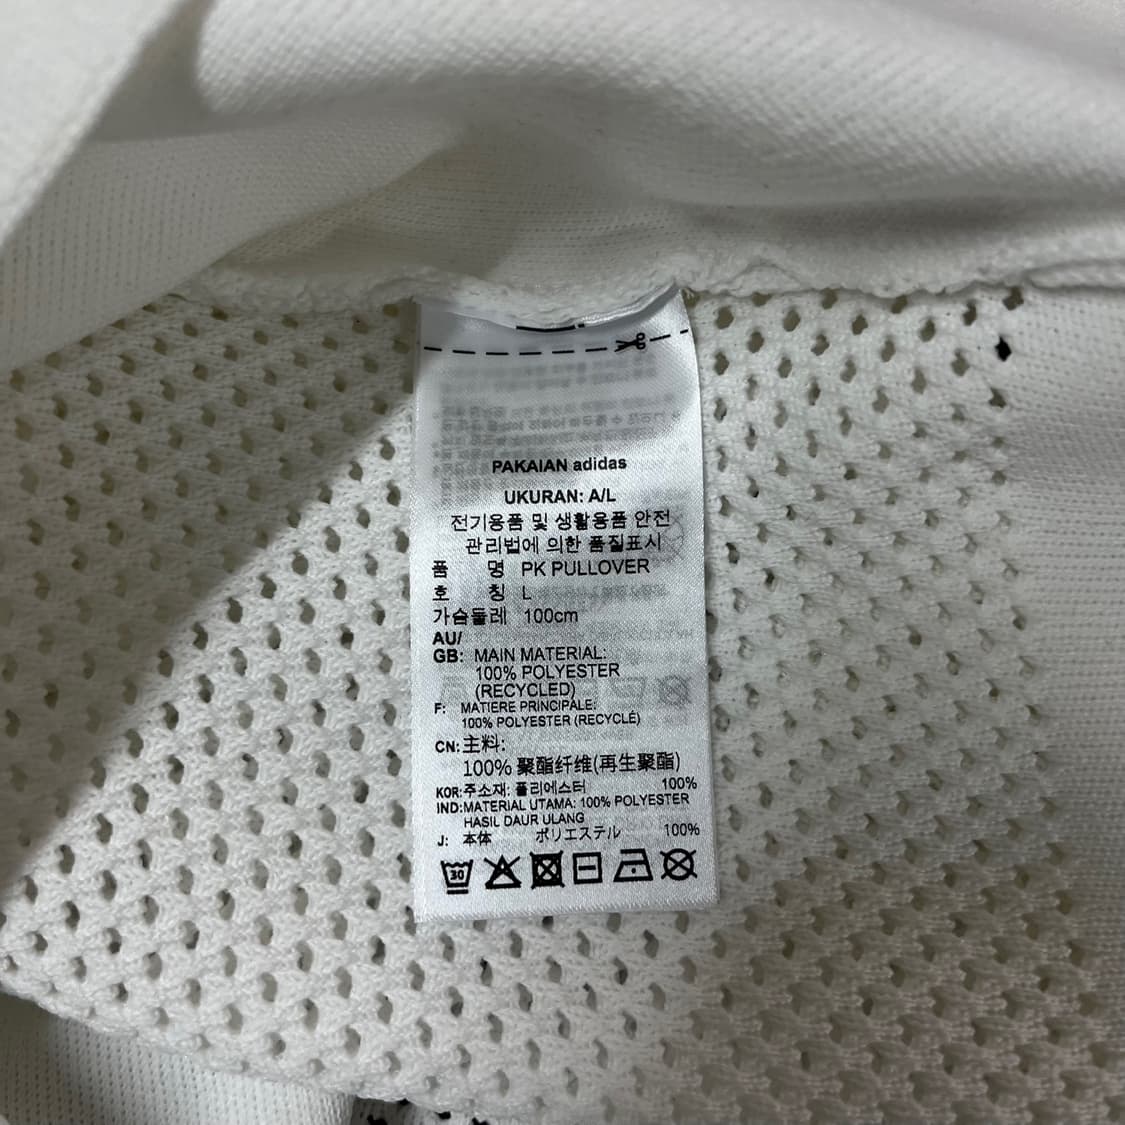 PAKAIAN adidas
UKURAN: A/L
전기용품 및 생활용품 안전
관리법에 의한 품질표시
품 명 PK PULLOVER
호 칭 L
가슴둘레 100cm
AU/
GB: MAIN MATERIAL:
100% POLYESTER
(RECYCLED)
F: MATIERE PRINCIPALE:
100% POLYESTER (RECYCLÉ)
CN: 主料:
100% 聚酯纤维(再生聚酯)
KOR: 주소재: 폴리에스터 100%
IND: MATERIAL UTAMA: 100% POLYESTER
HASIL DAUR ULANG
J: 本体 ポリエステル 100%
30